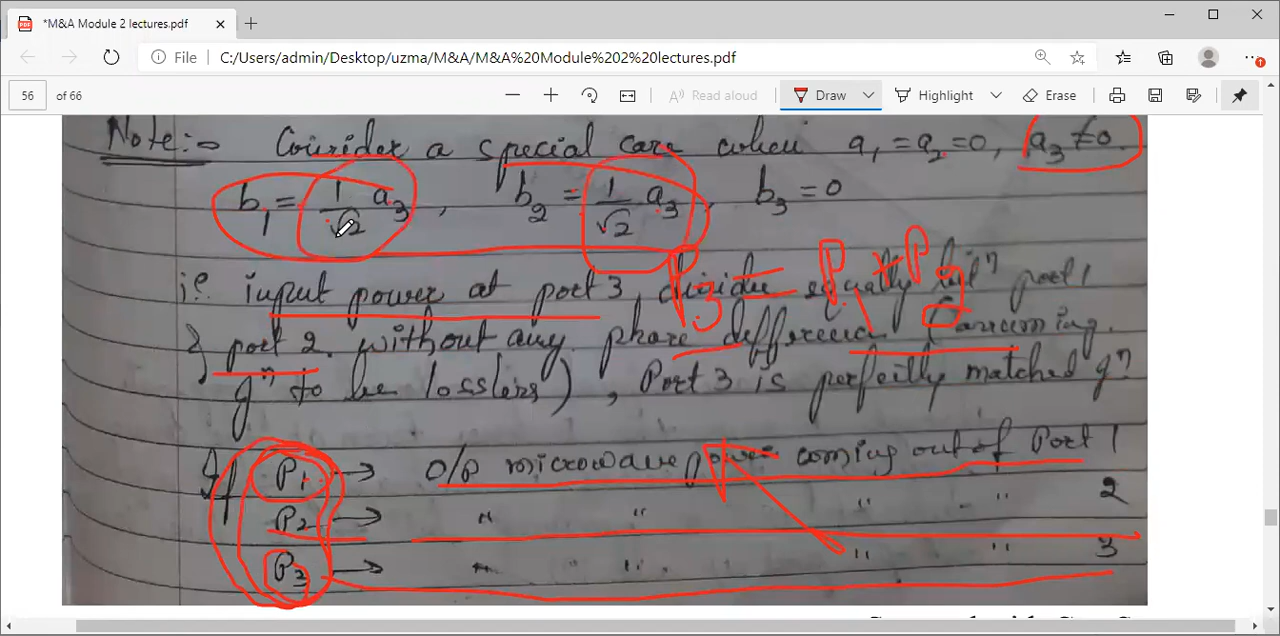 *M&A Module 2 lectures.pdf
File C:/Users/admin/Desktop/uzma/M&A/M&A%20Module%202%20lectures.pdf
56 of 66 Read aloud Draw Highlight Erase
Note:- Consider a special case when a₁ = a₂ = 0, a₃ ≠ 0.
b₁ = 1/√2 a₃, b₂ = 1/√2 a₃, b₃ = 0
P₃ P₁ + P₂
ie input power at port 3, divides equally betⁿ port 1
& port 2. without any phase difference (assuming
gⁿ to be lossless), Port 3 is perfectly matched gⁿ
If P₁ → O/P microwave power coming out of Port 1
P₂ → " " " " 2
P₃ → " " " " 3